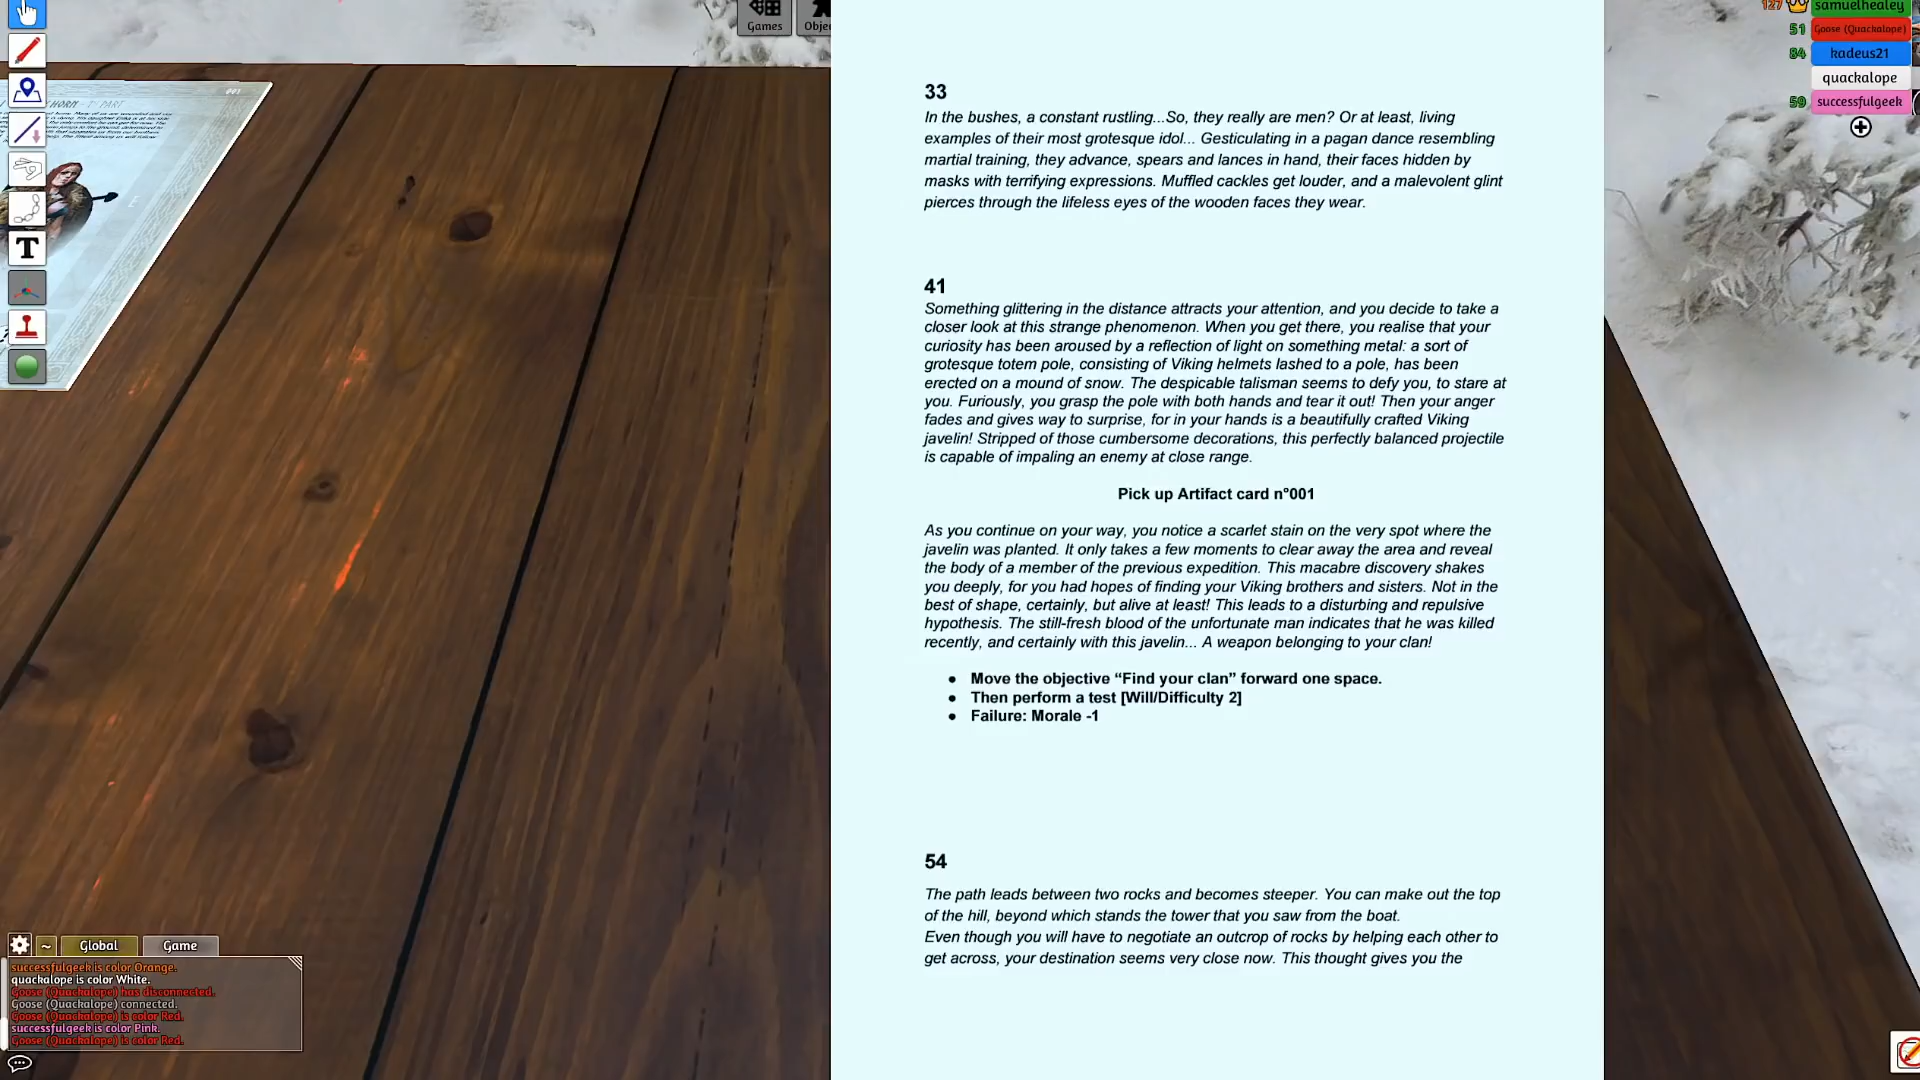 Games
Objec
127
samuelhealey
51
Goose (Quackalope)
84
kadeus21
quackalope
59
successfulgeek
T
33
In the bushes, a constant rustling...So, they really are men? Or at least, living
examples of their most grotesque idol... Gesticulating in a pagan dance resembling
martial training, they advance, spears and lances in hand, their faces hidden by
masks with terrifying expressions. Muffled cackles get louder, and a malevolent glint
pierces through the lifeless eyes of the wooden faces they wear.
41
Something glittering in the distance attracts your attention, and you decide to take a
closer look at this strange phenomenon. When you get there, you realise that your
curiosity has been aroused by a reflection of light on something metal: a sort of
grotesque totem pole, consisting of Viking helmets lashed to a pole, has been
erected on a mound of snow. The despicable talisman seems to defy you, to stare at
you. Furiously, you grasp the pole with both hands and tear it out! Then your anger
fades and gives way to surprise, for in your hands is a beautifully crafted Viking
javelin! Stripped of those cumbersome decorations, this perfectly balanced projectile
is capable of impaling an enemy at close range.
Pick up Artifact card n°001
As you continue on your way, you notice a scarlet stain on the very spot where the
javelin was planted. It only takes a few moments to clear away the area and reveal
the body of a member of the previous expedition. This macabre discovery shakes
you deeply, for you had hopes of finding your Viking brothers and sisters. Not in the
best of shape, certainly, but alive at least! This leads to a disturbing and repulsive
hypothesis. The still-fresh blood of the unfortunate man indicates that he was killed
recently, and certainly with this javelin... A weapon belonging to your clan!
● Move the objective “Find your clan” forward one space.
● Then perform a test [Will/Difficulty 2]
● Failure: Morale -1
54
The path leads between two rocks and becomes steeper. You can make out the top
of the hill, beyond which stands the tower that you saw from the boat.
Even though you will have to negotiate an outcrop of rocks by helping each other to
get across, your destination seems very close now. This thought gives you the
~
Global
Game
successfulgeek is color Orange.
quackalope is color White.
Goose (Quackalope) has disconnected.
Goose (Quackalope) connected.
Goose (Quackalope) is color Red.
successfulgeek is color Pink.
Goose (Quackalope) is color Red.